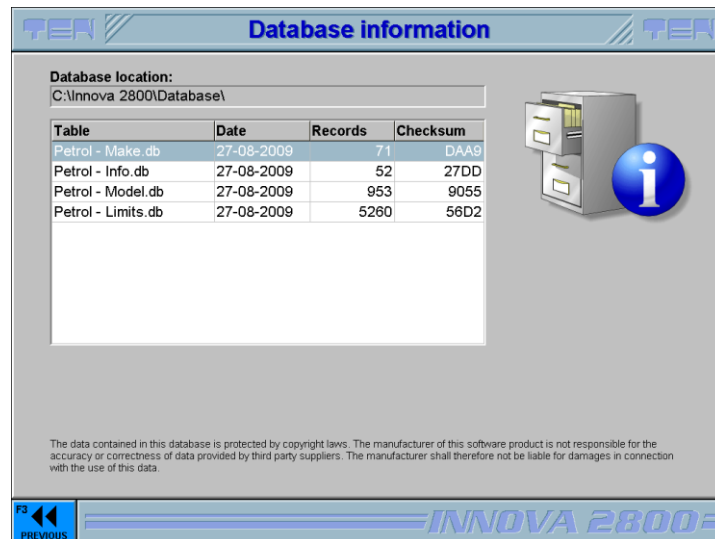 TEN
Database information
TEN
Database location:
C:\Innova 2800\Database\
Table Date Records Checksum
Petrol - Make.db 27-08-2009 71 DAA9
Petrol - Info.db 27-08-2009 52 27DD
Petrol - Model.db 27-08-2009 953 9055
Petrol - Limits.db 27-08-2009 5260 56D2
i
The data contained in this database is protected by copyright laws. The manufacturer of this software product is not responsible for the
accuracy or correctness of data provided by third party suppliers. The manufacturer shall therefore not be liable for damages in connection
with the use of this data.
F3
PREVIOUS
INNOVA 2800